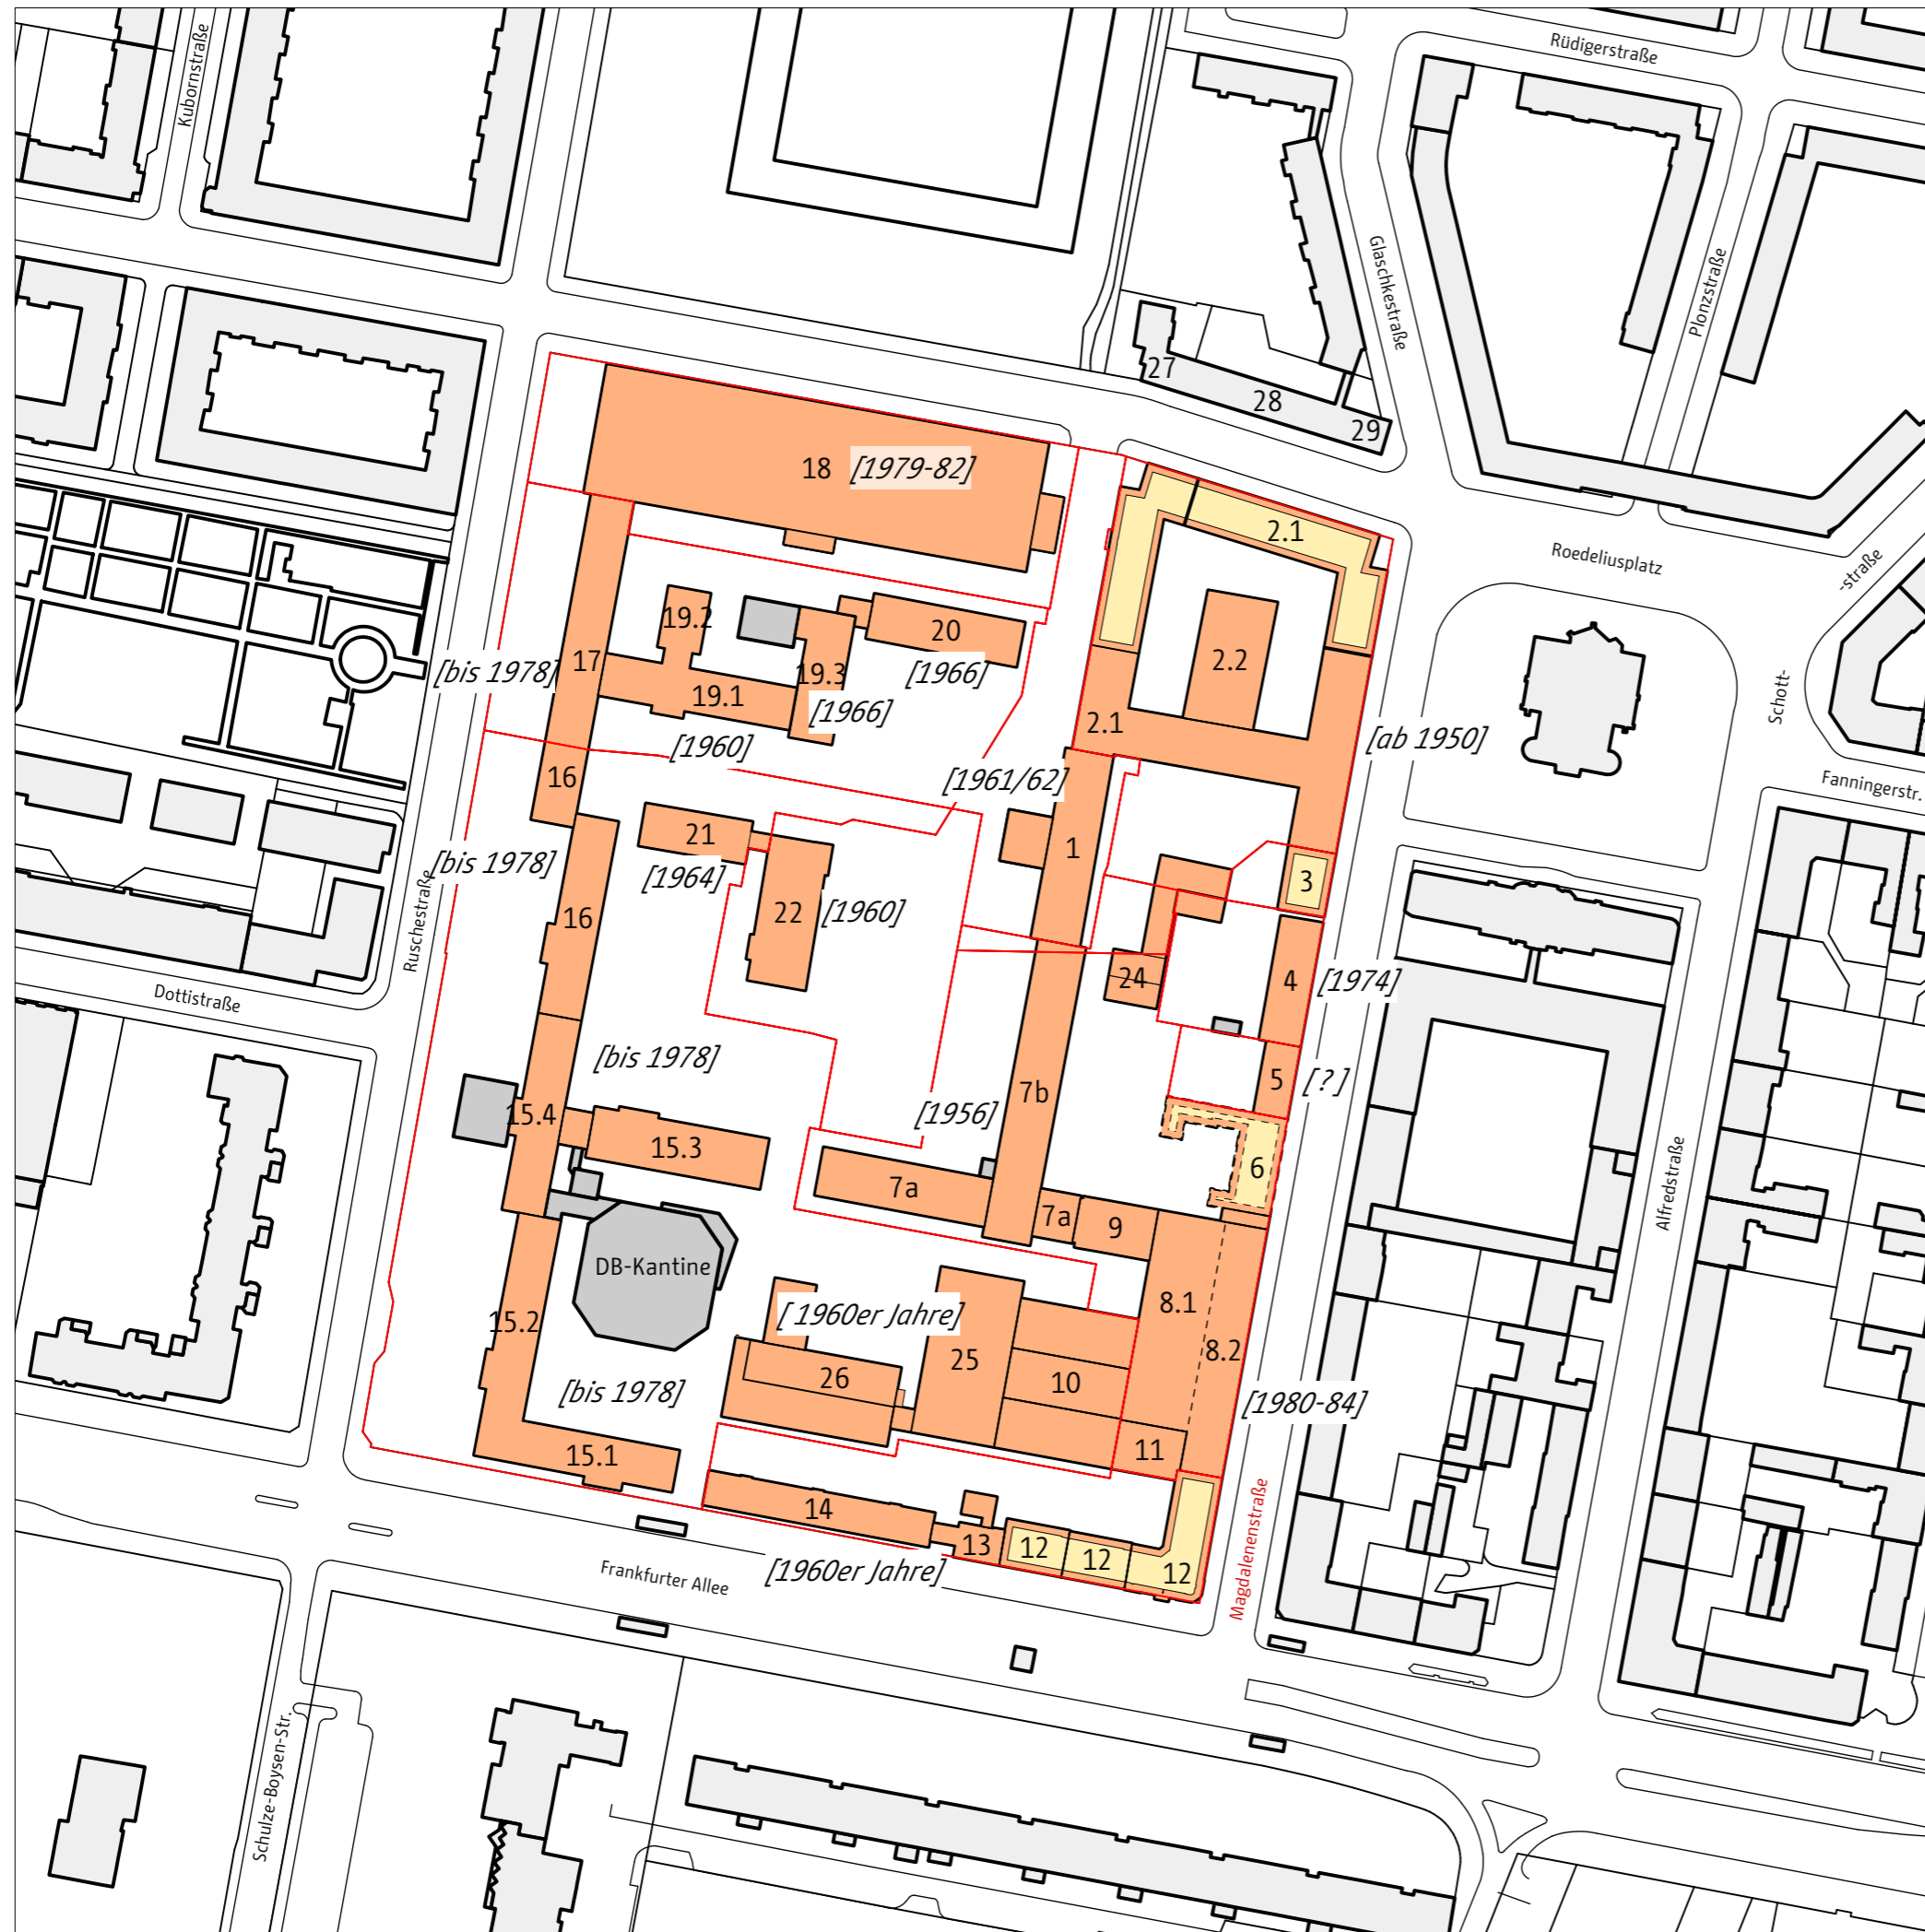 Rüdigerstraße
Kubornstraße
Glaschkestraße
Plonzstraße
27
28
29
18 [1979-82]
2.1
Roedeliusplatz
-straße
Schott-
19.2
20
17
19.3
2.2
[bis 1978]
[1966]
19.1
[1966]
2.1
[ab 1950]
[1960]
16
[1961/62]
Fanningerstr.
21
1
[bis 1978]
[1964]
3
16
22 [1960]
Ruschestraße
24
4 [1974]
Dottistraße
[bis 1978]
5 [?]
7b
15.4
[1956]
15.3
6
Alfredstraße
7a
7a
9
DB-Kantine
8.1
15.2
[1960er Jahre]
8.2
25
26
10
[bis 1978]
[1980-84]
15.1
11
14
13
12
12
12
Magdalenenstraße
Frankfurter Allee
[1960er Jahre]
Schulze-Boysen-Str.